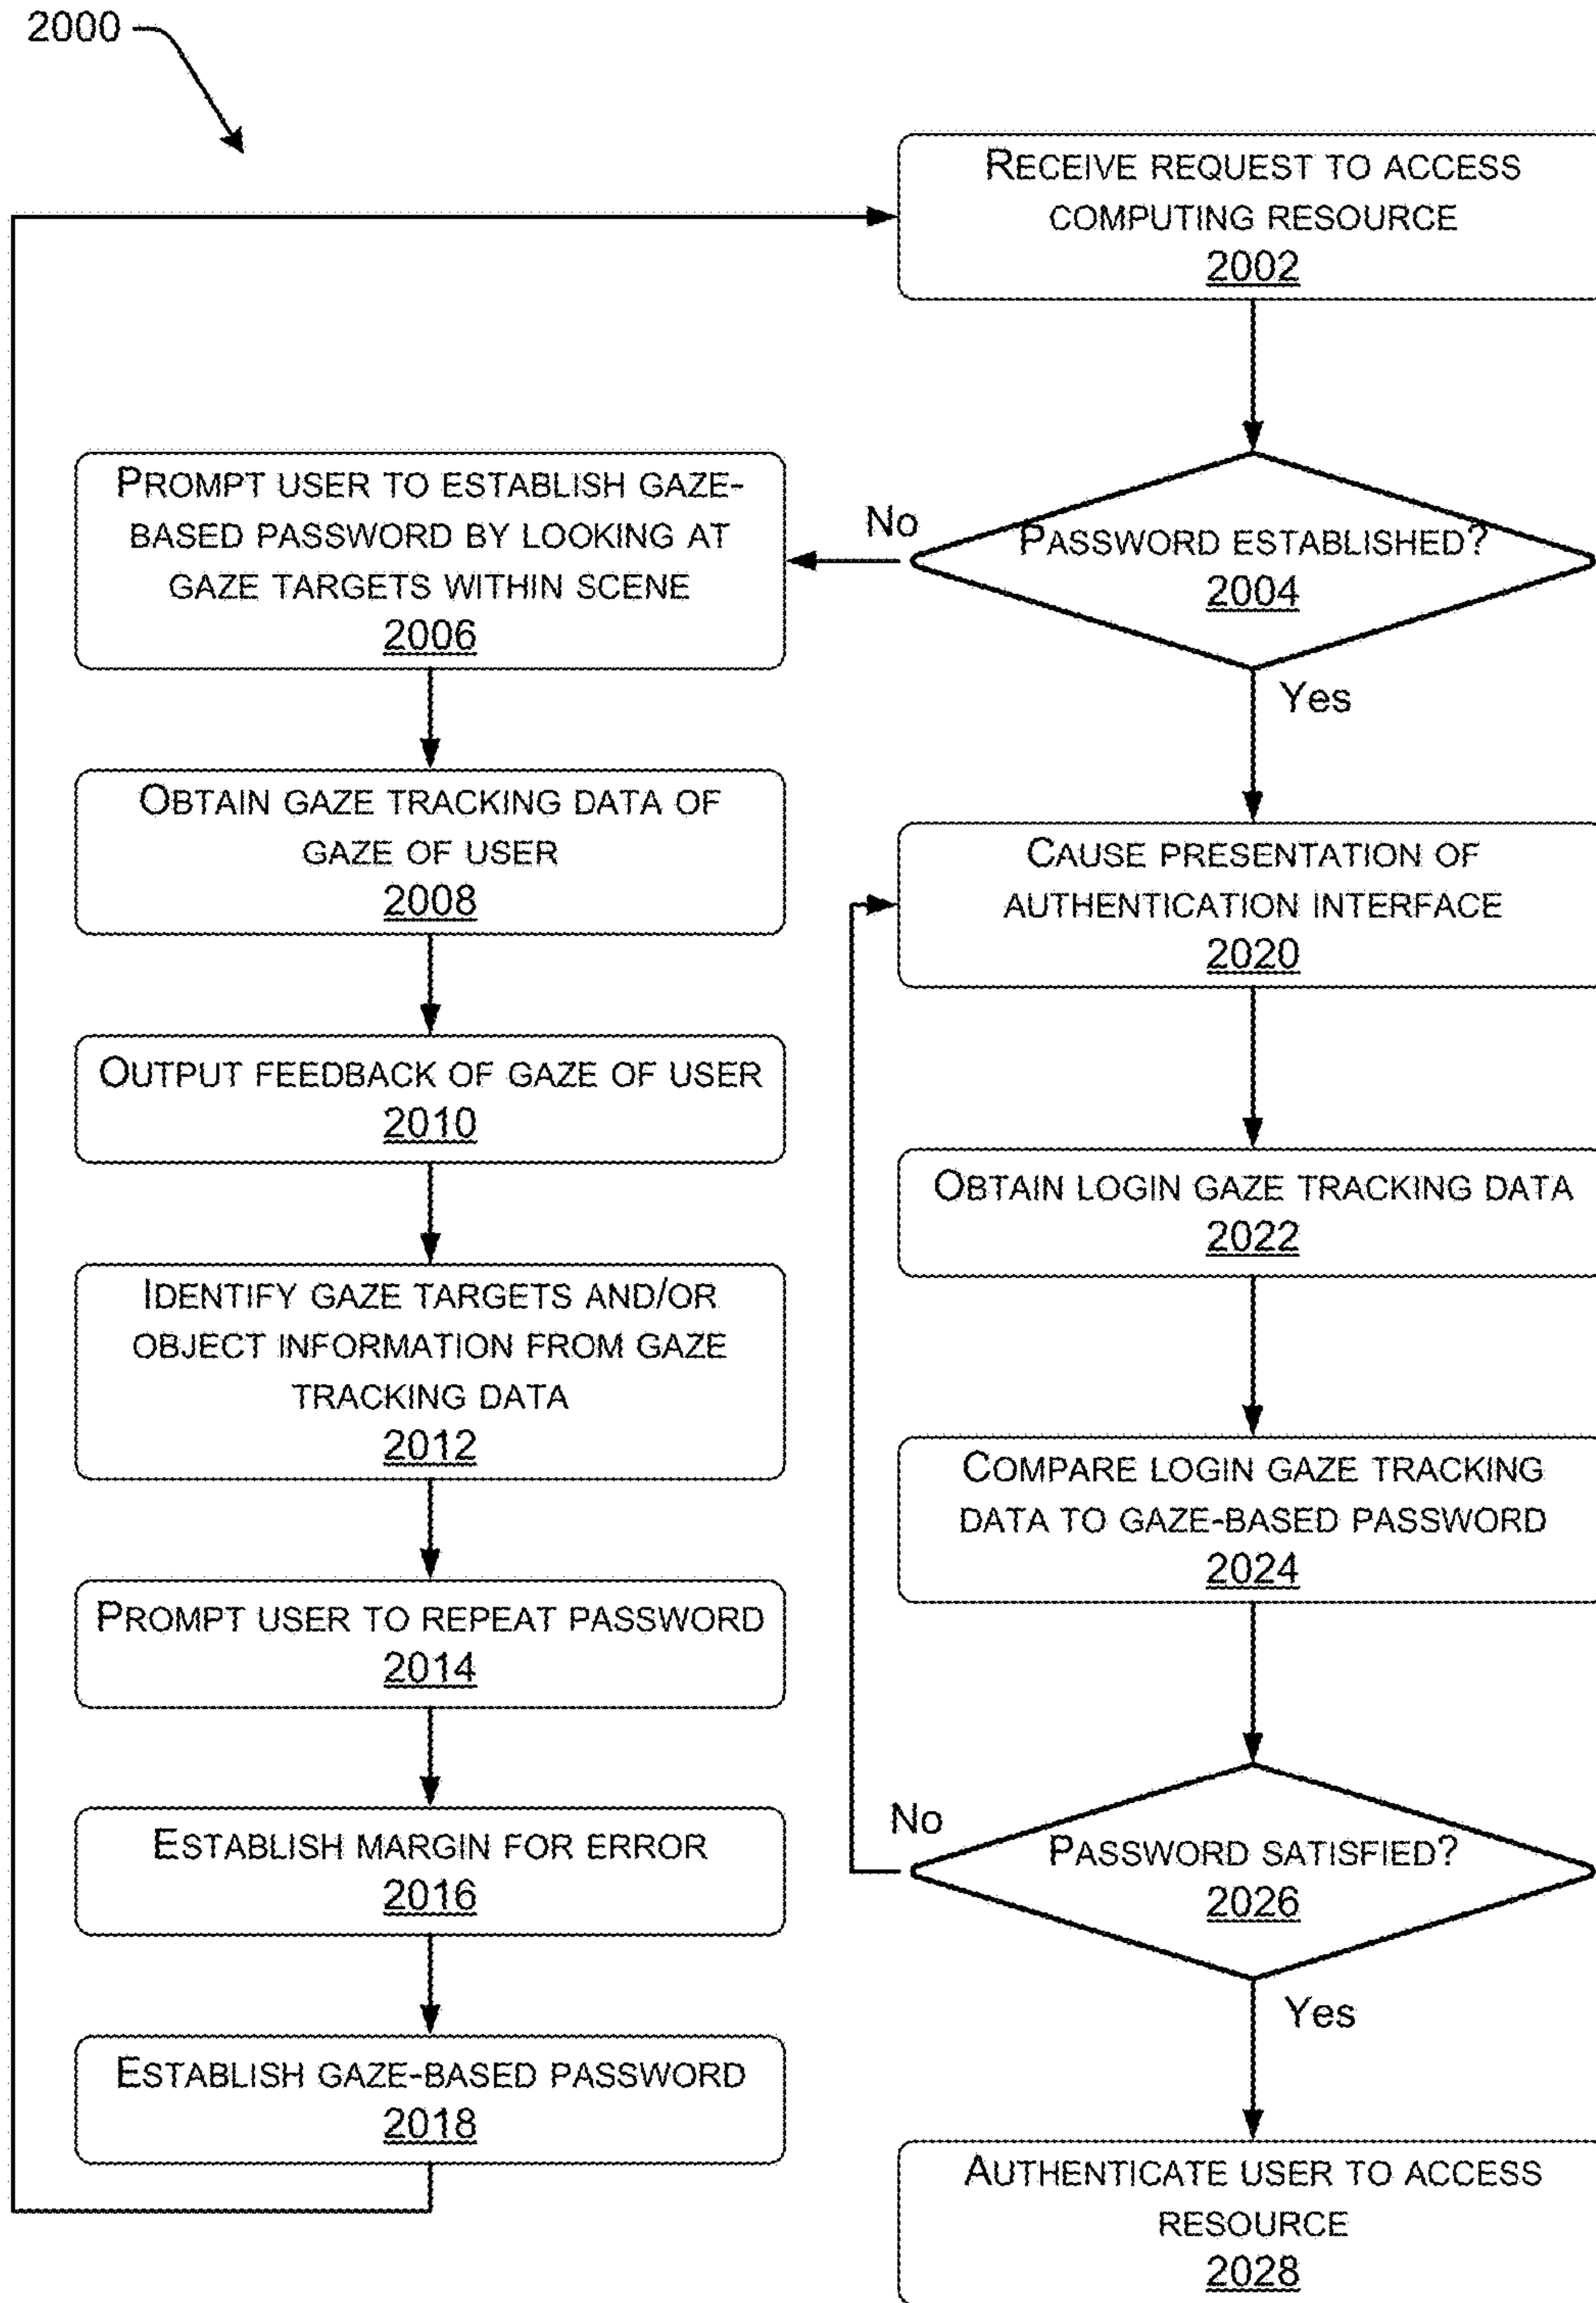 2000
RECEIVE REQUEST TO ACCESS
COMPUTING RESOURCE
2002
PASSWORD ESTABLISHED?
2004
No
Yes
PROMPT USER TO ESTABLISH GAZE-
BASED PASSWORD BY LOOKING AT
GAZE TARGETS WITHIN SCENE
2006
OBTAIN GAZE TRACKING DATA OF
GAZE OF USER
2008
OUTPUT FEEDBACK OF GAZE OF USER
2010
IDENTIFY GAZE TARGETS AND/OR
OBJECT INFORMATION FROM GAZE
TRACKING DATA
2012
PROMPT USER TO REPEAT PASSWORD
2014
ESTABLISH MARGIN FOR ERROR
2016
ESTABLISH GAZE-BASED PASSWORD
2018
CAUSE PRESENTATION OF
AUTHENTICATION INTERFACE
2020
OBTAIN LOGIN GAZE TRACKING DATA
2022
COMPARE LOGIN GAZE TRACKING
DATA TO GAZE-BASED PASSWORD
2024
No
PASSWORD SATISFIED?
2026
Yes
AUTHENTICATE USER TO ACCESS
RESOURCE
2028